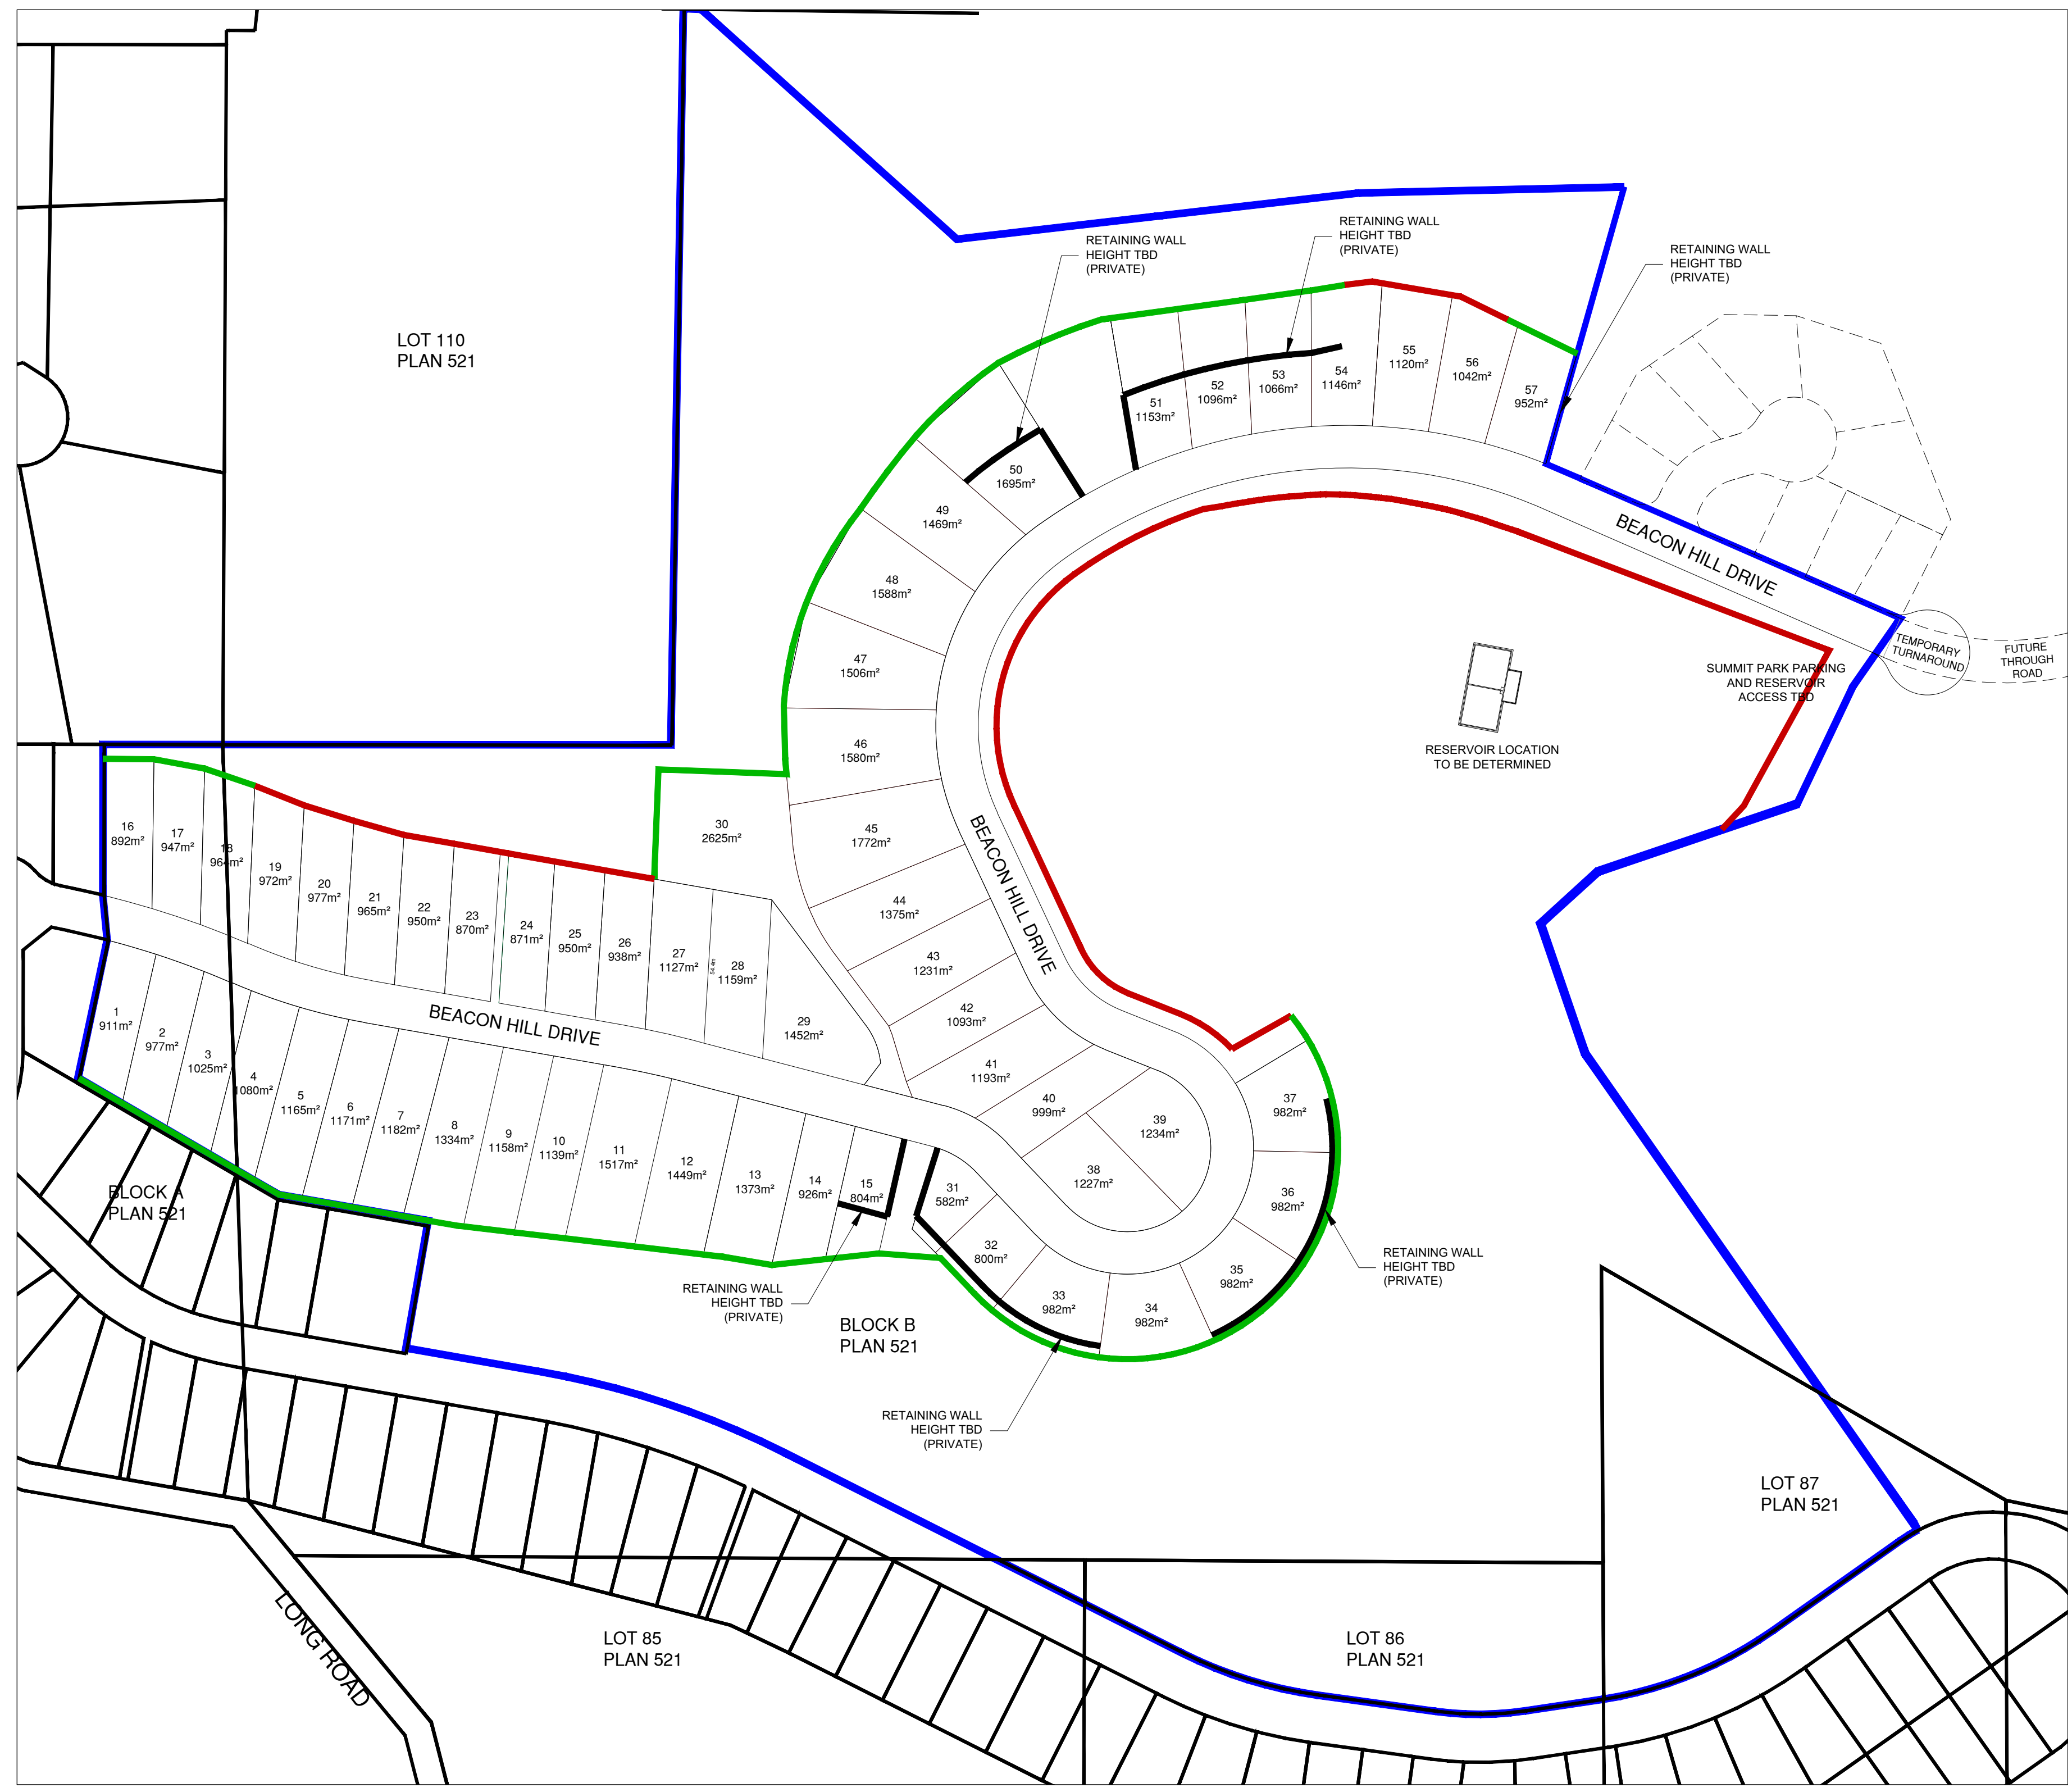 RETAINING WALL
HEIGHT TBD
(PRIVATE)
RETAINING WALL
HEIGHT TBD
(PRIVATE)
RETAINING WALL
HEIGHT TBD
(PRIVATE)
LOT 110
PLAN 521
51
1153m²
52
1096m²
53
1066m²
54
1146m²
55
1120m²
56
1042m²
57
952m²
50
1695m²
49
1469m²
48
1588m²
47
1506m²
46
1580m²
45
1772m²
44
1375m²
43
1231m²
42
1093m²
41
1193m²
40
999m²
39
1234m²
38
1227m²
BEACON HILL DRIVE
TEMPORARY
TURNAROUND
FUTURE
THROUGH
ROAD
SUMMIT PARK PARKING
AND RESERVOIR
ACCESS TBD
RESERVOIR LOCATION
TO BE DETERMINED
BEACON HILL DRIVE
16
892m²
17
947m²
18
964m²
19
972m²
20
977m²
21
965m²
22
950m²
23
870m²
24
871m²
25
950m²
26
938m²
27
1127m²
54.4m
28
1159m²
29
1452m²
30
2625m²
BEACON HILL DRIVE
1
911m²
2
977m²
3
1025m²
4
1080m²
5
1165m²
6
1171m²
7
1182m²
8
1334m²
9
1158m²
10
1139m²
11
1517m²
12
1449m²
13
1373m²
14
926m²
15
804m²
31
582m²
32
800m²
33
982m²
34
982m²
35
982m²
36
982m²
37
982m²
BLOCK A
PLAN 521
RETAINING WALL
HEIGHT TBD
(PRIVATE)
BLOCK B
PLAN 521
RETAINING WALL
HEIGHT TBD
(PRIVATE)
RETAINING WALL
HEIGHT TBD
(PRIVATE)
LOT 87
PLAN 521
LONG ROAD
LOT 85
PLAN 521
LOT 86
PLAN 521